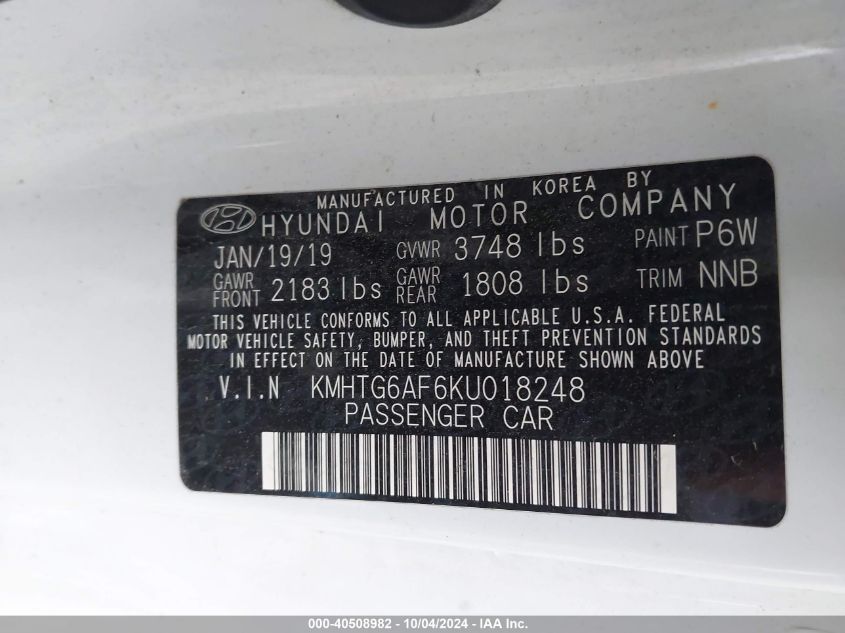 MANUFACTURED IN KOREA BY
HYUNDAI MOTOR COMPANY
JAN/19/19 GVWR 3748 lbs PAINT P6W
GAWR FRONT 2183 lbs GAWR REAR 1808 lbs TRIM NNB
THIS VEHICLE CONFORMS TO ALL APPLICABLE U.S.A. FEDERAL
MOTOR VEHICLE SAFETY, BUMPER, AND THEFT PREVENTION STANDARDS
IN EFFECT ON THE DATE OF MANUFACTURE SHOWN ABOVE
V.I.N KMHTG6AF6KU018248
PASSENGER CAR
000-40508982 - 10/04/2024 - IAA Inc.